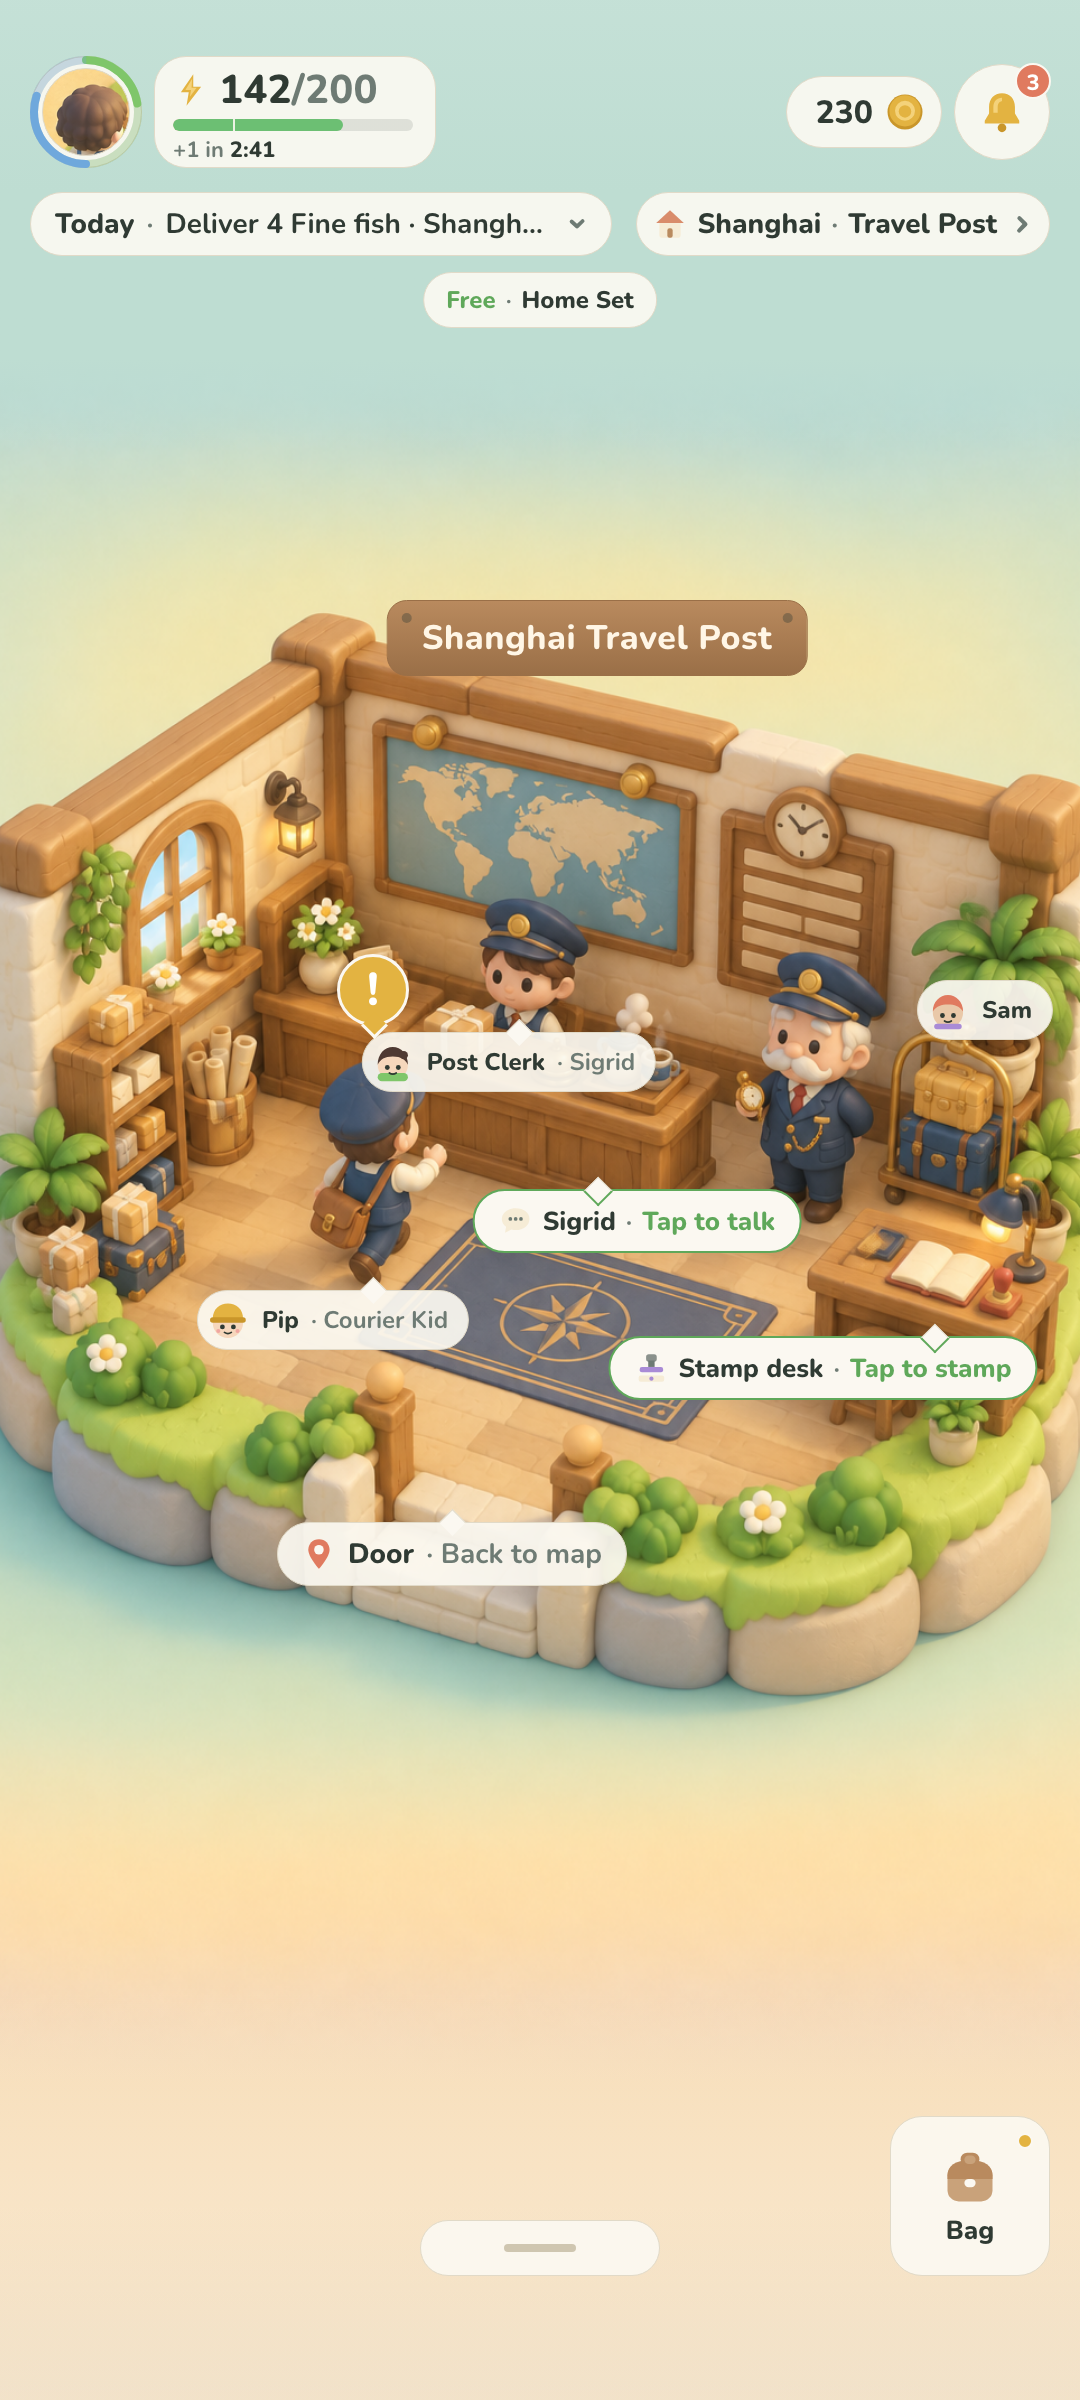 142/200
+1 in 2:41
230
3
Today · Deliver 4 Fine fish · Shangh...
Shanghai · Travel Post
Free · Home Set
Shanghai Travel Post
!
Sam
Post Clerk · Sigrid
Sigrid · Tap to talk
Pip · Courier Kid
Stamp desk · Tap to stamp
Door · Back to map
Bag